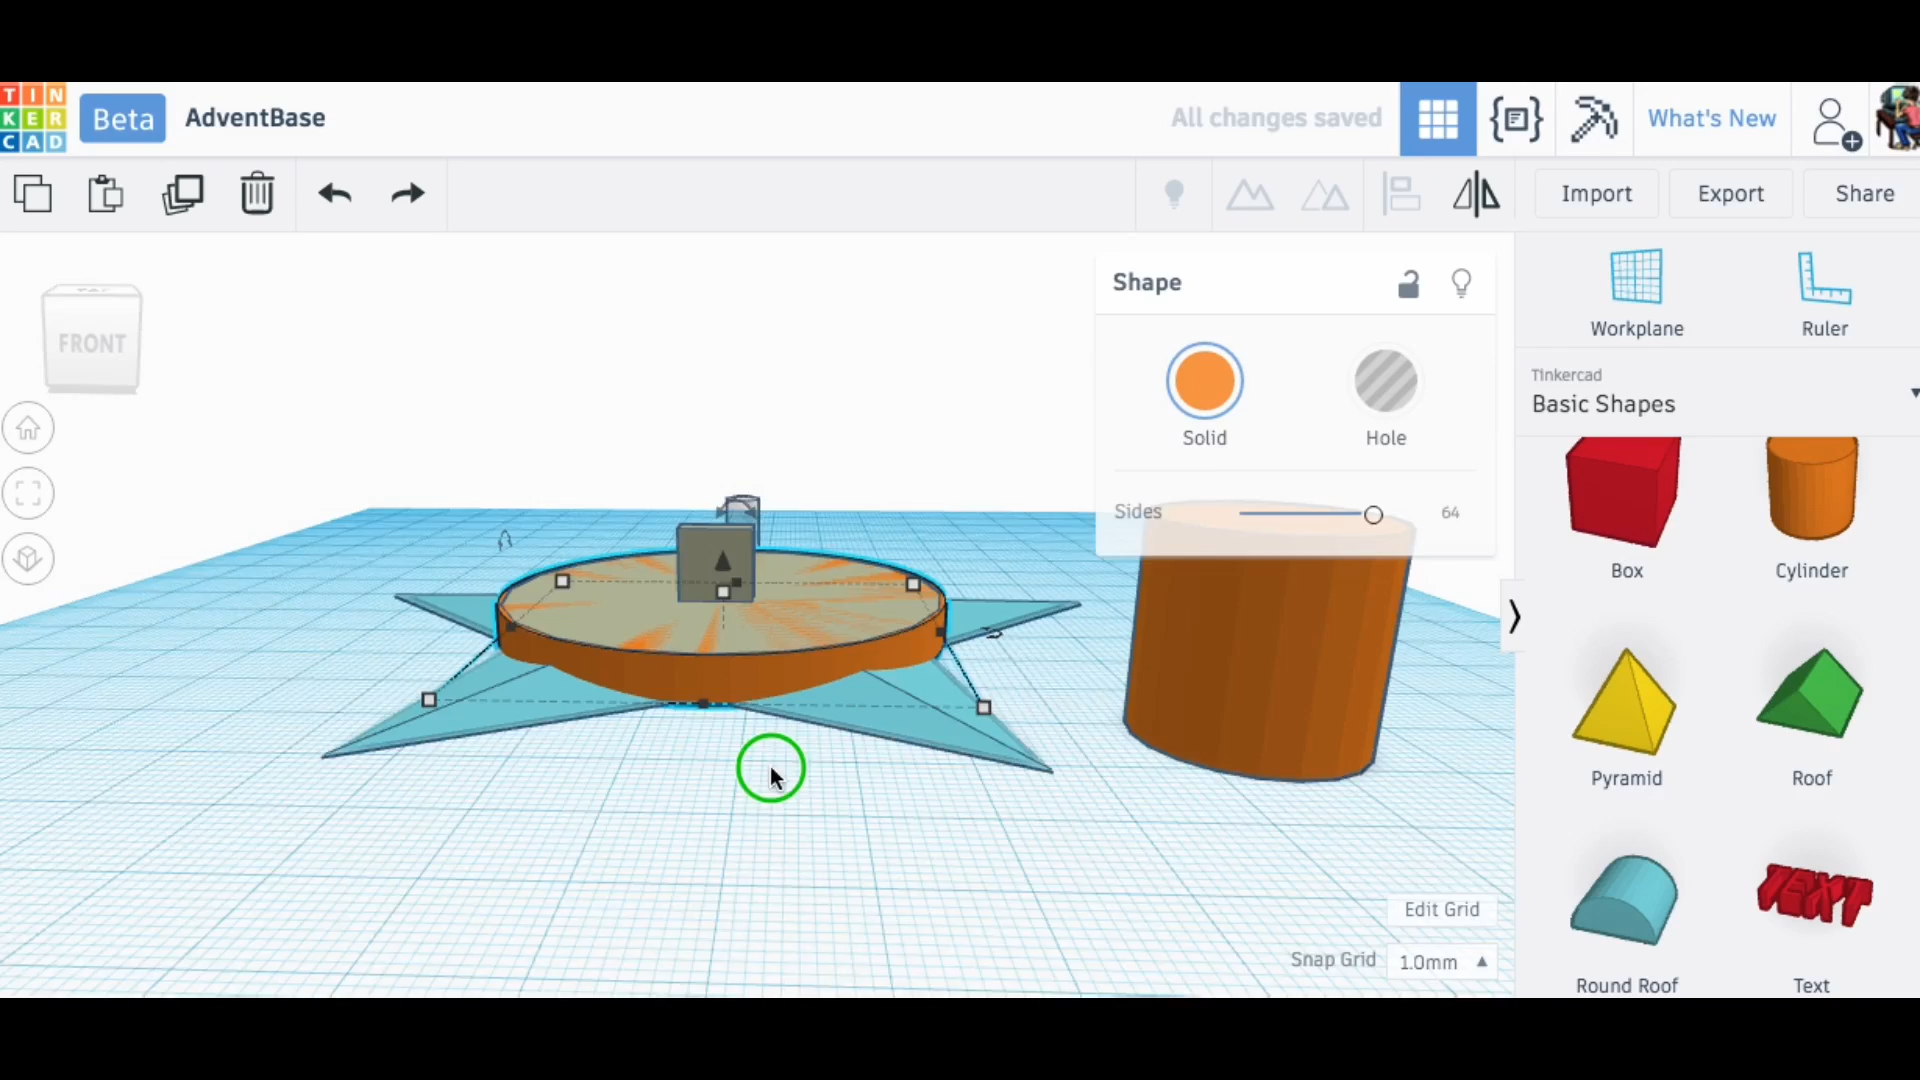 TIN
KER
CAD
Beta
AdventBase
All changes saved
What's New
Import
Export
Share
FRONT
Shape
Solid
Hole
Sides
64
Workplane
Ruler
Tinkercad
Basic Shapes
Box
Cylinder
Pyramid
Roof
TEXT
Round Roof
Text
Edit Grid
Snap Grid
1.0mm